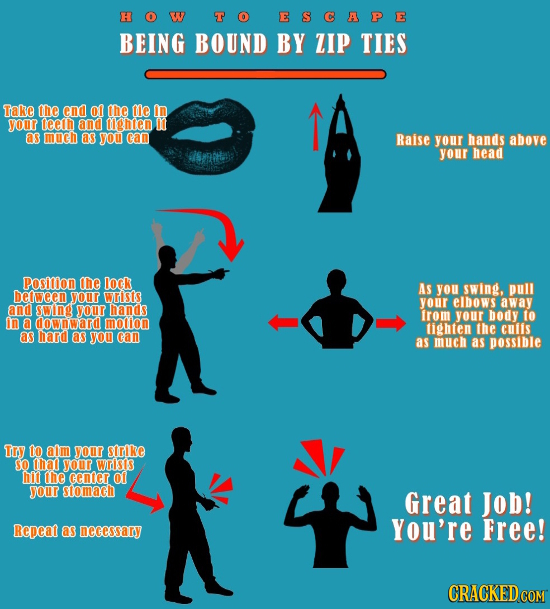 HOW TO ESCAPE
BEING BOUND BY ZIP TIES
Take the end of the tie in
your teeth and tighten it
as much as you can
Raise your hands above
your head
Position the lock
between your wrists
and swing your hands
in a downward motion
as hard as you can
As you swing, pull
your elbows away
from your body to
tighten the cuffs
as much as possible
Try to aim your strike
so that your wrists
hit the center of
your stomach
Repeat as necessary
Great Job!
You're Free!
CRACKED.COM